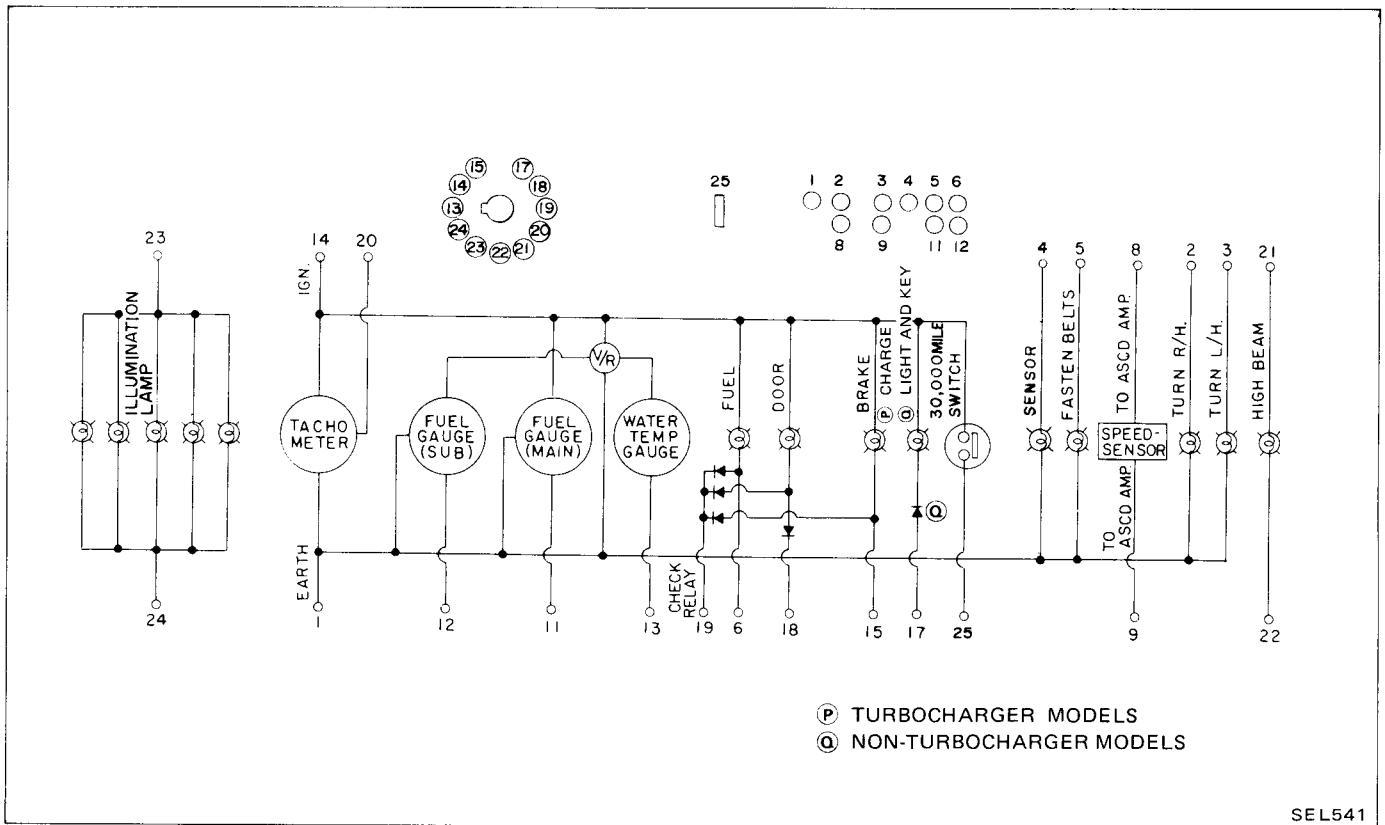 15 17
14 18
13 19
24 20
23 22 21
25
1 2 3 4 5 6
8 9 11 12
23
14 20
IGN.
4 5 8 2 3 21
ILLUMINATION
LAMP
TACHO
METER
FUEL
GAUGE
(SUB)
FUEL
GAUGE
(MAIN)
V/R
WATER
TEMP
GAUGE
FUEL
DOOR
BRAKE
Ⓟ CHARGE
Ⓠ LIGHT AND KEY
30,000MILE
SWITCH
SENSOR
FASTEN BELTS
TO ASCD AMP.
SPEED-
SENSOR
TO
ASCD AMP.
TURN R/H.
TURN L/H.
HIGH BEAM
Ⓠ
EARTH
CHECK
RELAY
24
1 12 11 13 19 6 18 15 17 25 9 22
Ⓟ TURBOCHARGER MODELS
Ⓠ NON-TURBOCHARGER MODELS
SEL541